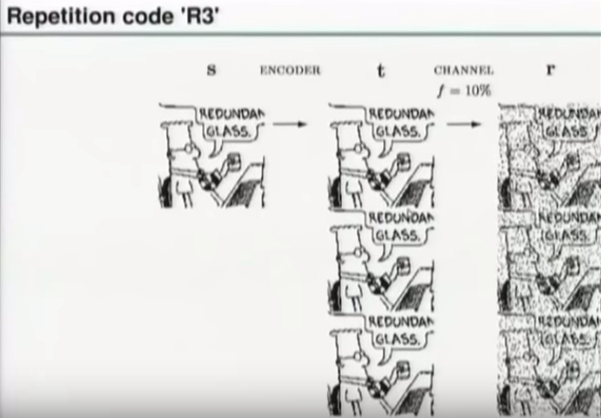 Repetition code 'R3'
s ENCODER t CHANNEL r
f = 10%
REDUNDAN
GLASS.
REDUNDAN
GLASS.
REDUNDAN
GLASS.
REDUNDAN
GLASS.
REDUNDAN
GLASS.
REDUNDAN
GLASS.
REDUNDAN
GLASS.